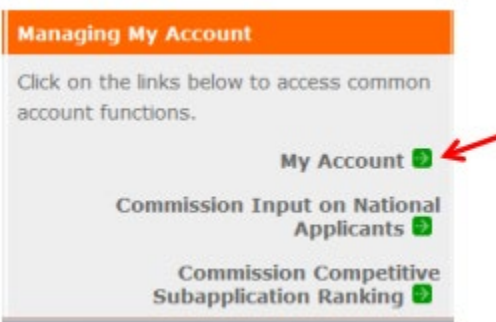 Managing My Account
Click on the links below to access common
account functions.
My Account
Commission Input on National
Applicants
Commission Competitive
Subapplication Ranking